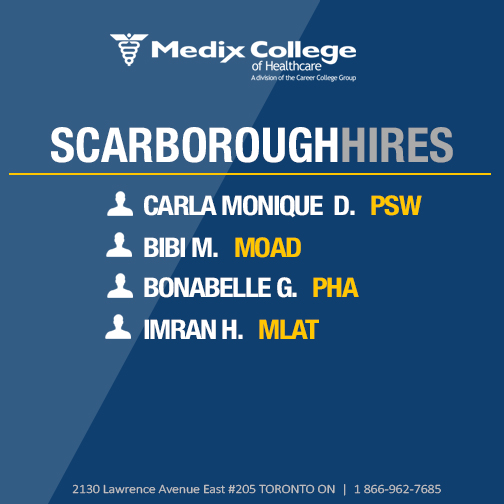 Medix College
of Healthcare
A division of the Career College Group
SCARBOROUGHHIRES
CARLA MONIQUE D. PSW
BIBI M. MOAD
BONABELLE G. PHA
IMRAN H. MLAT
2130 Lawrence Avenue East #205 TORONTO ON | 1 866-962-7685